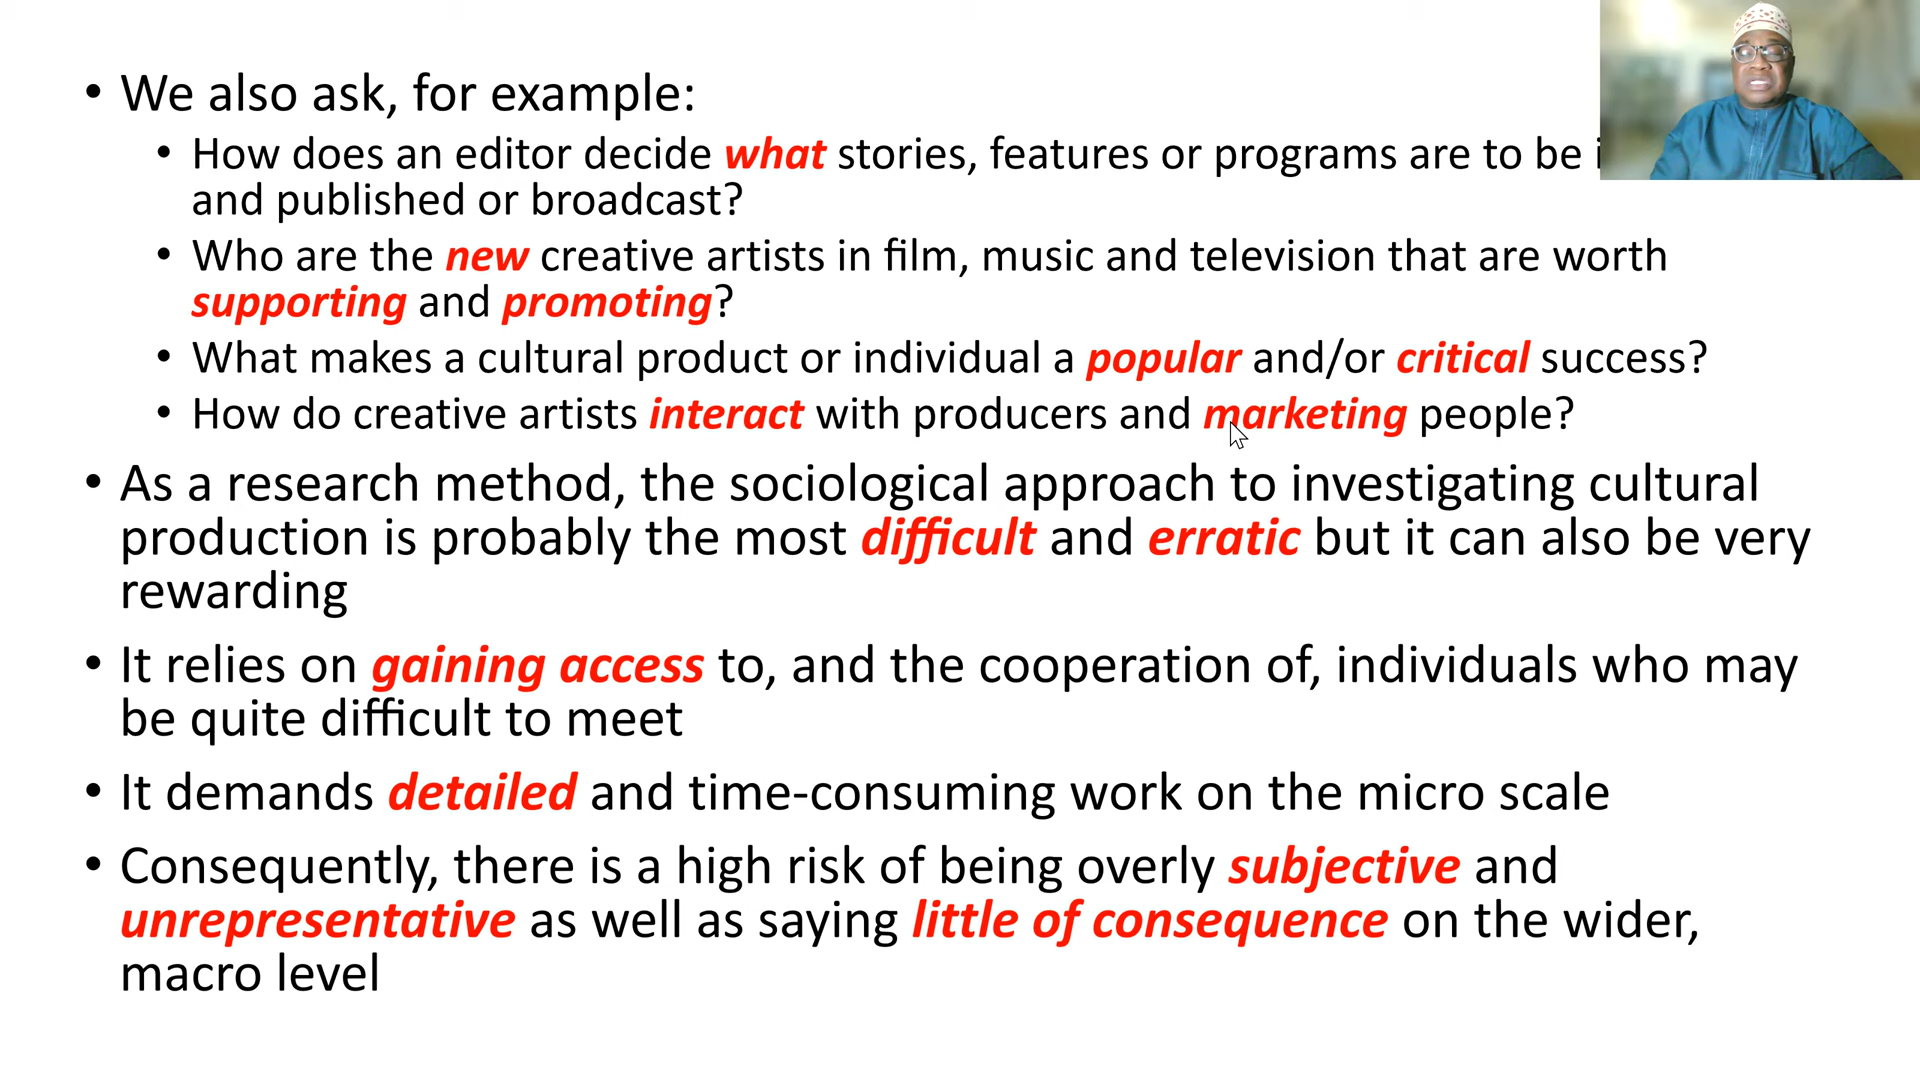 • We also ask, for example:
• How does an editor decide what stories, features or programs are to be
and published or broadcast?
• Who are the new creative artists in film, music and television that are worth
supporting and promoting?
• What makes a cultural product or individual a popular and/or critical success?
• How do creative artists interact with producers and marketing people?
• As a research method, the sociological approach to investigating cultural
production is probably the most difficult and erratic but it can also be very
rewarding
• It relies on gaining access to, and the cooperation of, individuals who may
be quite difficult to meet
• It demands detailed and time-consuming work on the micro scale
• Consequently, there is a high risk of being overly subjective and
unrepresentative as well as saying little of consequence on the wider,
macro level